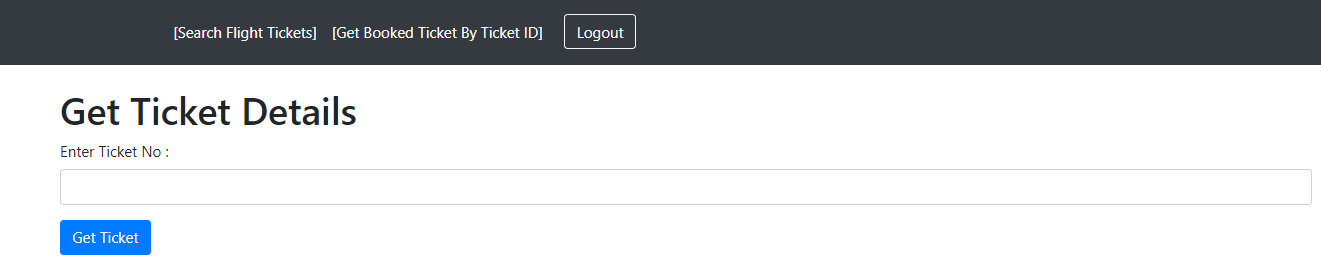 [Search Flight Tickets] [Get Booked Ticket By Ticket ID] Logout
Get Ticket Details
Enter Ticket No :
Get Ticket